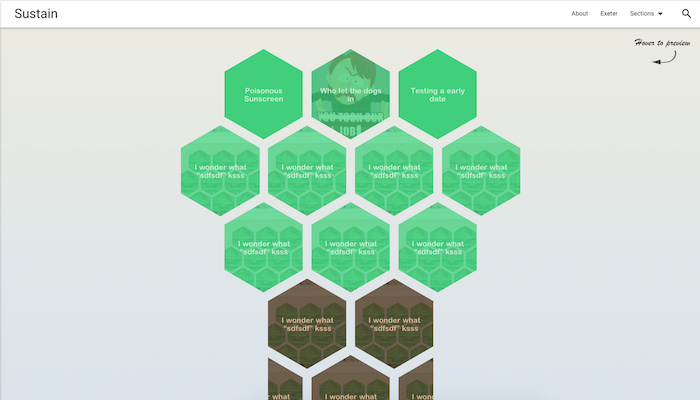 Sustain
About Exeter Sections
Hover to preview
Poisonous
Sunscreen
Who let the dogs
in
YOU TOOK OUR
JOBS
Testing a early
date
I wonder what
"sdfsdf" ksss
I wonder what
"sdfsdf" ksss
I wonder what
"sdfsdf" ksss
I wonder what
"sdfsdf" ksss
I wonder what
"sdfsdf" ksss
I wonder what
"sdfsdf" ksss
I wonder what
"sdfsdf" ksss
I wonder what
"sdfsdf" ksss
I wonder what
"sdfsdf" ksss
I wonder what
"sdfsdf" ksss